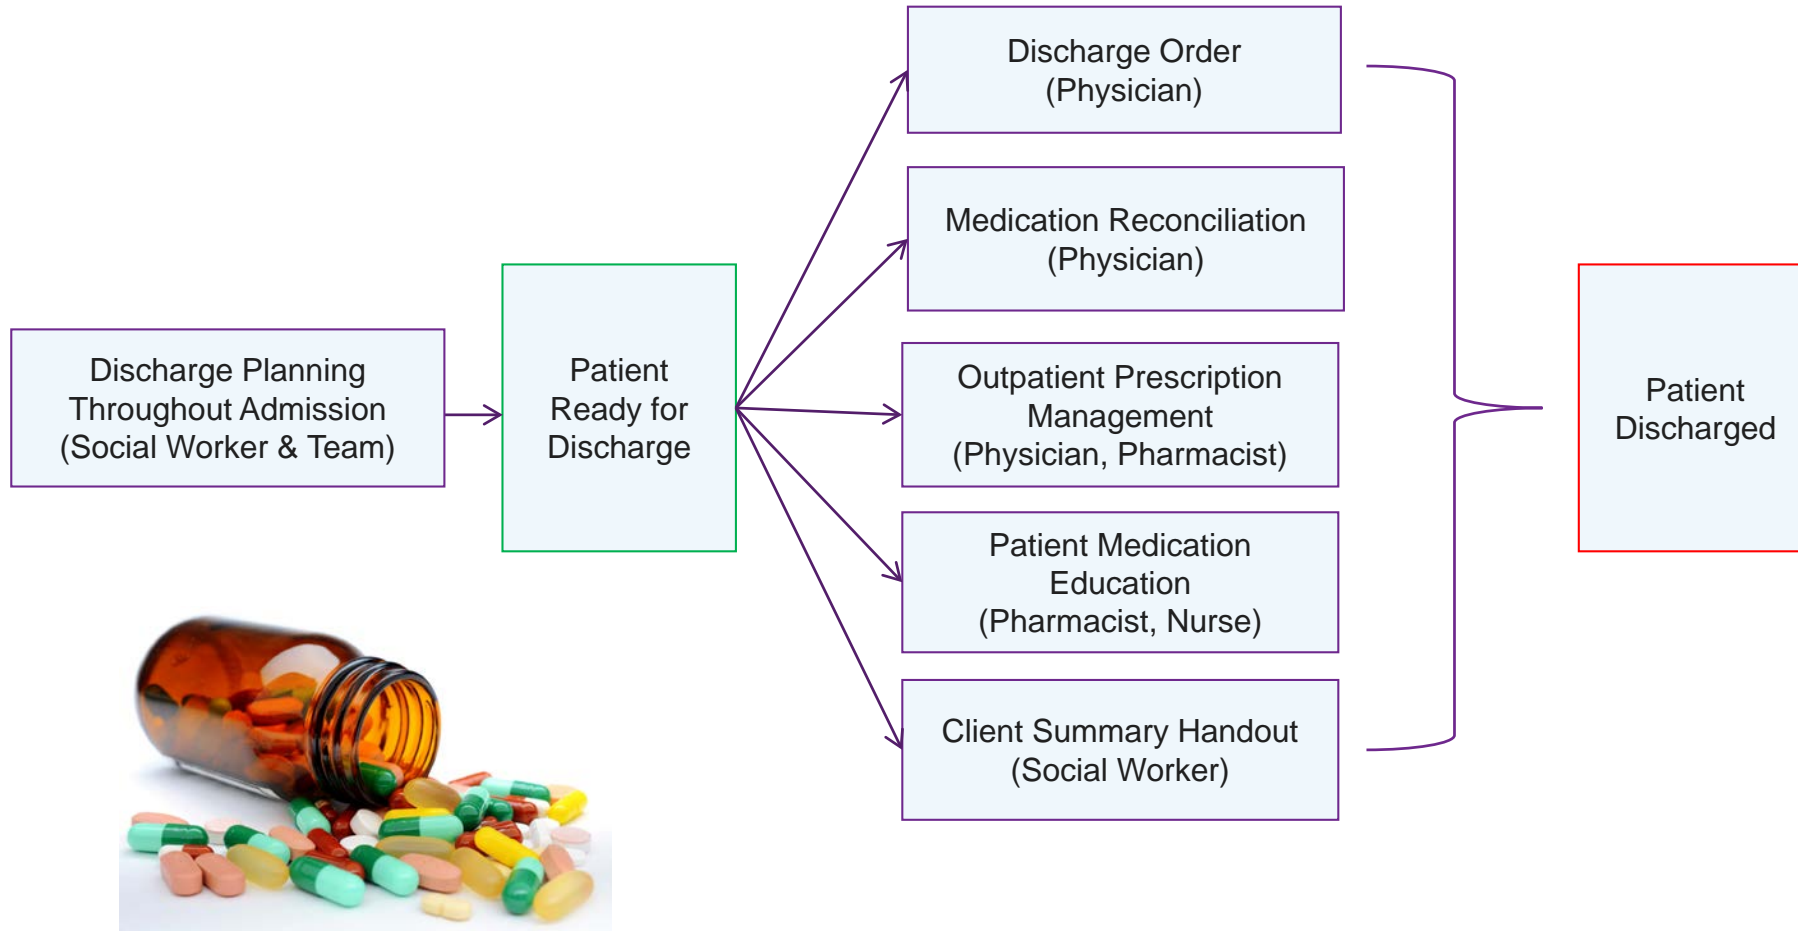 Discharge Planning
Throughout Admission
(Social Worker & Team)
Patient
Ready for
Discharge
Discharge Order
(Physician)
Medication Reconciliation
(Physician)
Outpatient Prescription
Management
(Physician, Pharmacist)
Patient Medication
Education
(Pharmacist, Nurse)
Client Summary Handout
(Social Worker)
Patient
Discharged